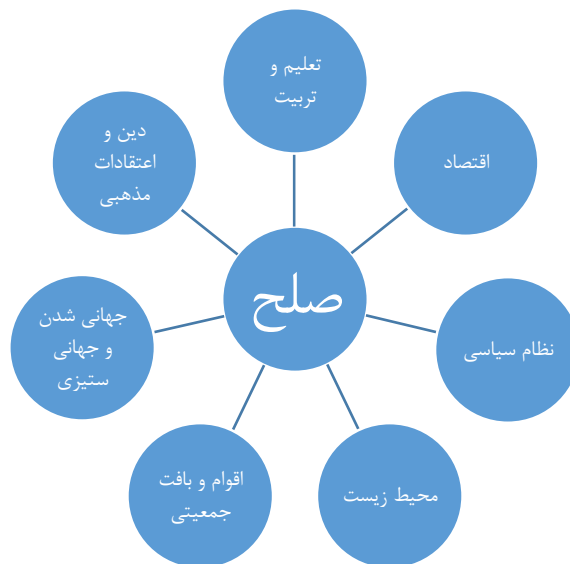 تعلیم و
تربیت
اقتصاد
نظام سیاسی
محیط زیست
اقوام و بافت
جمعیتی
جهانی شدن
و جهانی
ستیزی
دین و
اعتقادات
مذهبی
صلح